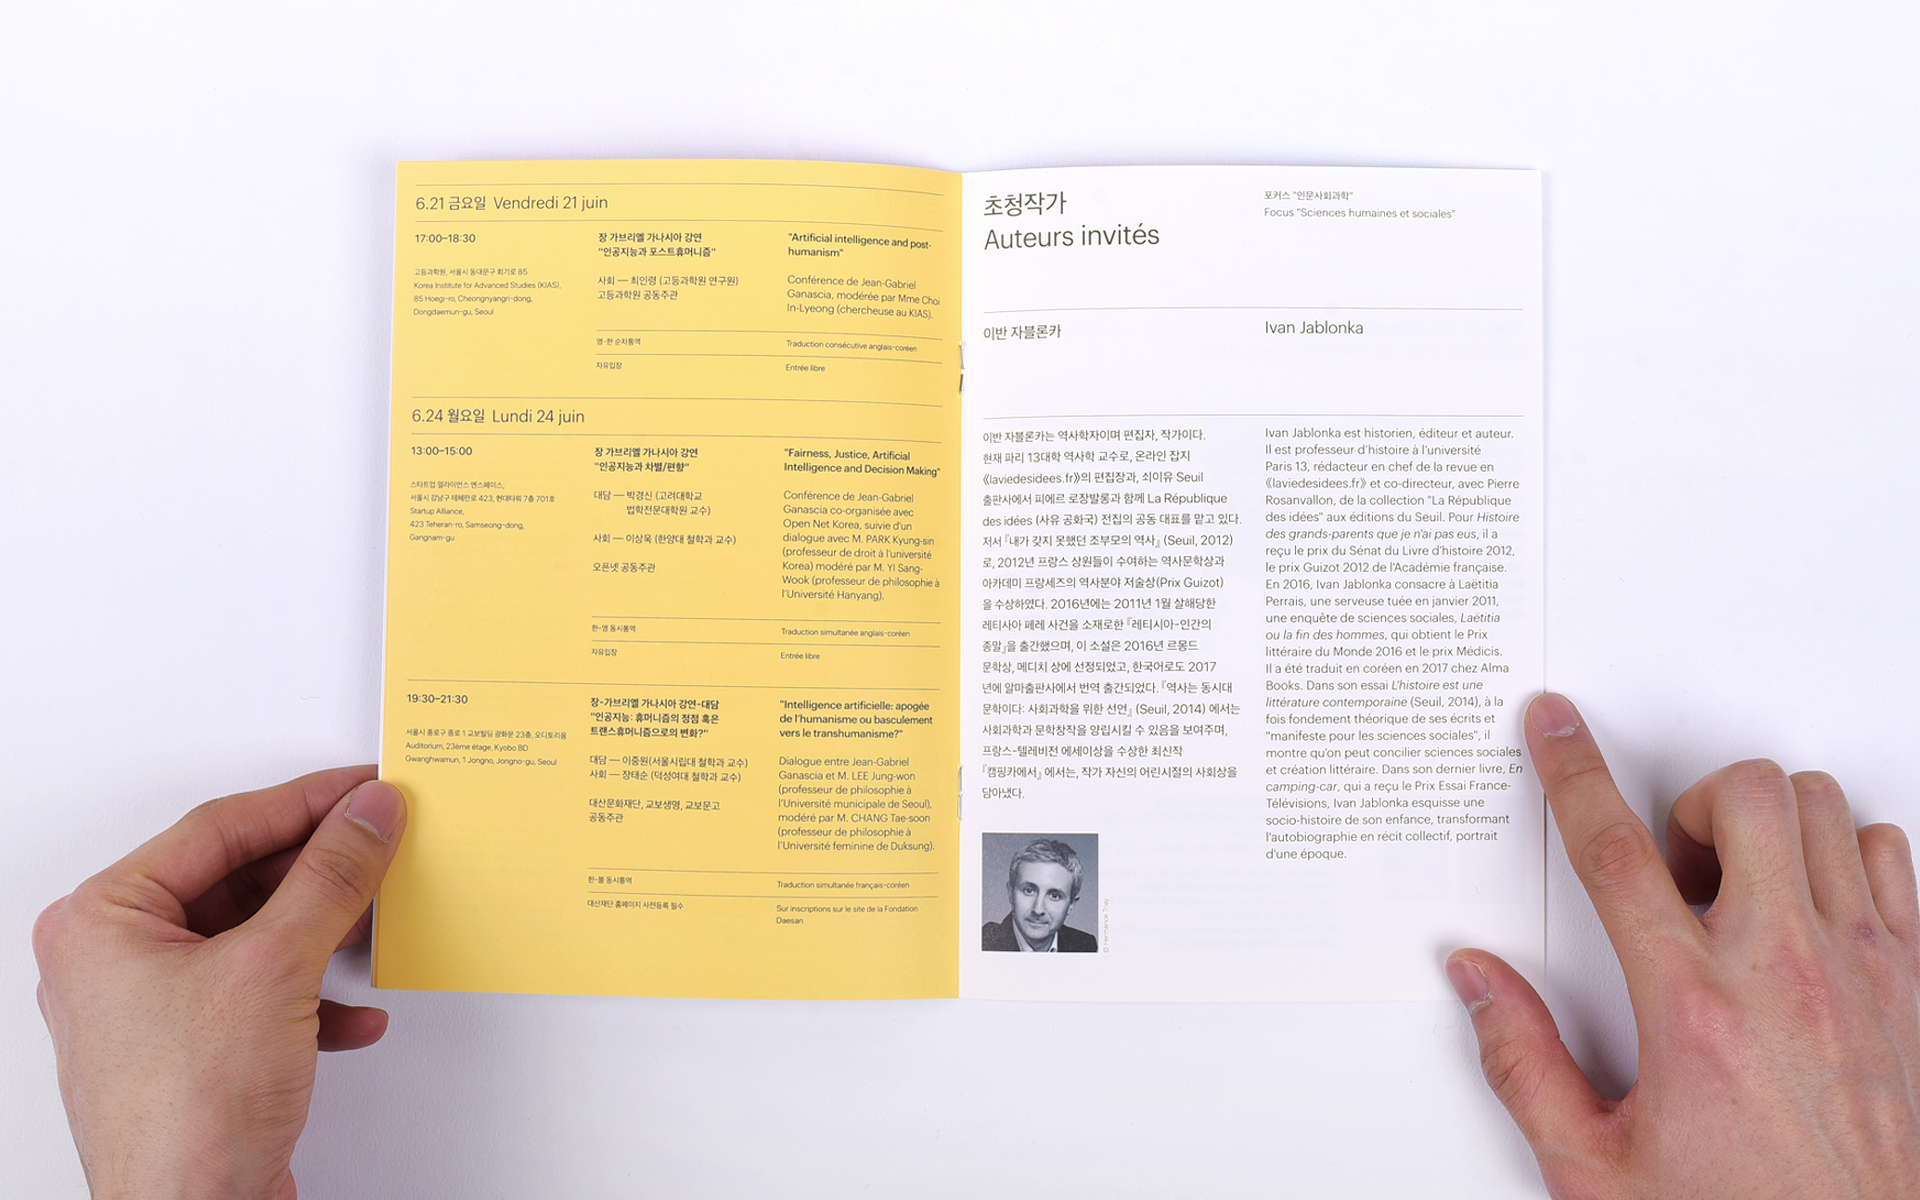 6.21 금요일 Vendredi 21 juin
17:00–18:30
고등과학원, 서울시 동대문구 회기로 85
Korea Institute for Advanced Studies (KIAS),
85 Hoegi-ro, Cheongnyangri-dong,
Dongdaemun-gu, Seoul
장 가브리엘 가나시아 강연
"인공지능과 포스트휴머니즘"
사회 — 최인령 (고등과학원 연구원)
고등과학원 공동주관
영-한 순차통역
자유입장
"Artificial intelligence and post-
humanism"
Conférence de Jean-Gabriel
Ganascia, modérée par Mme Choi
In-Lyeong (chercheuse au KIAS).
Traduction consécutive anglais-coréen
Entrée libre
6.24 월요일 Lundi 24 juin
13:00–15:00
스타트업 얼라이언스 엔스페이스,
서울시 강남구 테헤란로 423, 현대타워 7층 701호
Startup Alliance,
423 Teheran-ro, Samseong-dong,
Gangnam-gu
장 가브리엘 가나시아 강연
"인공지능과 차별/편향"
대담 — 박경신 (고려대학교
법학전문대학원 교수)
사회 — 이상욱 (한양대 철학과 교수)
오픈넷 공동주관
한-영 동시통역
자유입장
"Fairness, Justice, Artificial
Intelligence and Decision Making"
Conférence de Jean-Gabriel
Ganascia co-organisée avec
Open Net Korea, suivie d'un
dialogue avec M. PARK Kyung-sin
(professeur de droit à l'université
Korea) modéré par M. YI Sang-
Wook (professeur de philosophie à
l'Université Hanyang).
Traduction simultanée anglais-coréen
Entrée libre
19:30–21:30
서울시 종로구 종로 1 교보빌딩 광화문 23층, 오디토리움
Auditorium, 23ème étage, Kyobo BD
Gwanghwamun, 1 Jongno, Jongno-gu, Seoul
장-가브리엘 가나시아 강연-대담
"인공지능: 휴머니즘의 정점 혹은
트랜스휴머니즘으로의 변화?"
대담 — 이중원(서울시립대 철학과 교수)
사회 — 장태순 (덕성여대 철학과 교수)
대산문화재단, 교보생명, 교보문고
공동주관
한-불 동시통역
대산재단 홈페이지 사전등록 필수
"Intelligence artificielle: apogée
de l'humanisme ou basculement
vers le transhumanisme?"
Dialogue entre Jean-Gabriel
Ganascia et M. LEE Jung-won
(professeur de philosophie à
l'Université municipale de Seoul),
modéré par M. CHANG Tae-soon
(professeur de philosophie à
l'Université feminine de Duksung).
Traduction simultanée français-coréen
Sur inscriptions sur le site de la Fondation
Daesan
초청작가
Auteurs invités
포커스 "인문사회과학"
Focus "Sciences humaines et sociales"
이반 자블론카
Ivan Jablonka
이반 자블론카는 역사학자이며 편집자, 작가이다.
현재 파리 13대학 역사학 교수로, 온라인 잡지
《laviedesidees.fr》의 편집장과, 쇠이유 Seuil
출판사에서 피에르 로장발롱과 함께 La République
des idées (사유 공화국) 전집의 공동 대표를 맡고 있다.
저서 『내가 갖지 못했던 조부모의 역사』 (Seuil, 2012)
로, 2012년 프랑스 상원들이 수여하는 역사문학상과
아카데미 프랑세즈의 역사분야 저술상(Prix Guizot)
을 수상하였다. 2016년에는 2011년 1월 살해당한
레티사아 페레 사건을 소재로한 『레티시아-인간의
종말』을 출간했으며, 이 소설은 2016년 르몽드
문학상, 메디치 상에 선정되었고, 한국어로도 2017
년에 알마출판사에서 번역 출간되었다. 『역사는 동시대
문학이다: 사회과학을 위한 선언』 (Seuil, 2014) 에서는
사회과학과 문학창작을 양립시킬 수 있음을 보여주며,
프랑스-텔레비전 에세이상을 수상한 최신작
『캠핑카에서』 에서는, 작가 자신의 어린시절의 사회상을
담아냈다.
© Hermance Triay
Ivan Jablonka est historien, éditeur et auteur.
Il est professeur d'histoire à l'université
Paris 13, rédacteur en chef de la revue en
《laviedesidees.fr》 et co-directeur, avec Pierre
Rosanvallon, de la collection "La République
des idées" aux éditions du Seuil. Pour Histoire
des grands-parents que je n'ai pas eus, il a
reçu le prix du Sénat du Livre d'histoire 2012,
le prix Guizot 2012 de l'Académie française.
En 2016, Ivan Jablonka consacre à Laëtitia
Perrais, une serveuse tuée en janvier 2011,
une enquête de sciences sociales, Laëtitia
ou la fin des hommes, qui obtient le Prix
littéraire du Monde 2016 et le prix Médicis.
Il a été traduit en coréen en 2017 chez Alma
Books. Dans son essai L'histoire est une
littérature contemporaine (Seuil, 2014), à la
fois fondement théorique de ses écrits et
"manifeste pour les sciences sociales", il
montre qu'on peut concilier sciences sociales
et création littéraire. Dans son dernier livre, En
camping-car, qui a reçu le Prix Essai France-
Télévisions, Ivan Jablonka esquisse une
socio-histoire de son enfance, transformant
l'autobiographie en récit collectif, portrait
d'une époque.